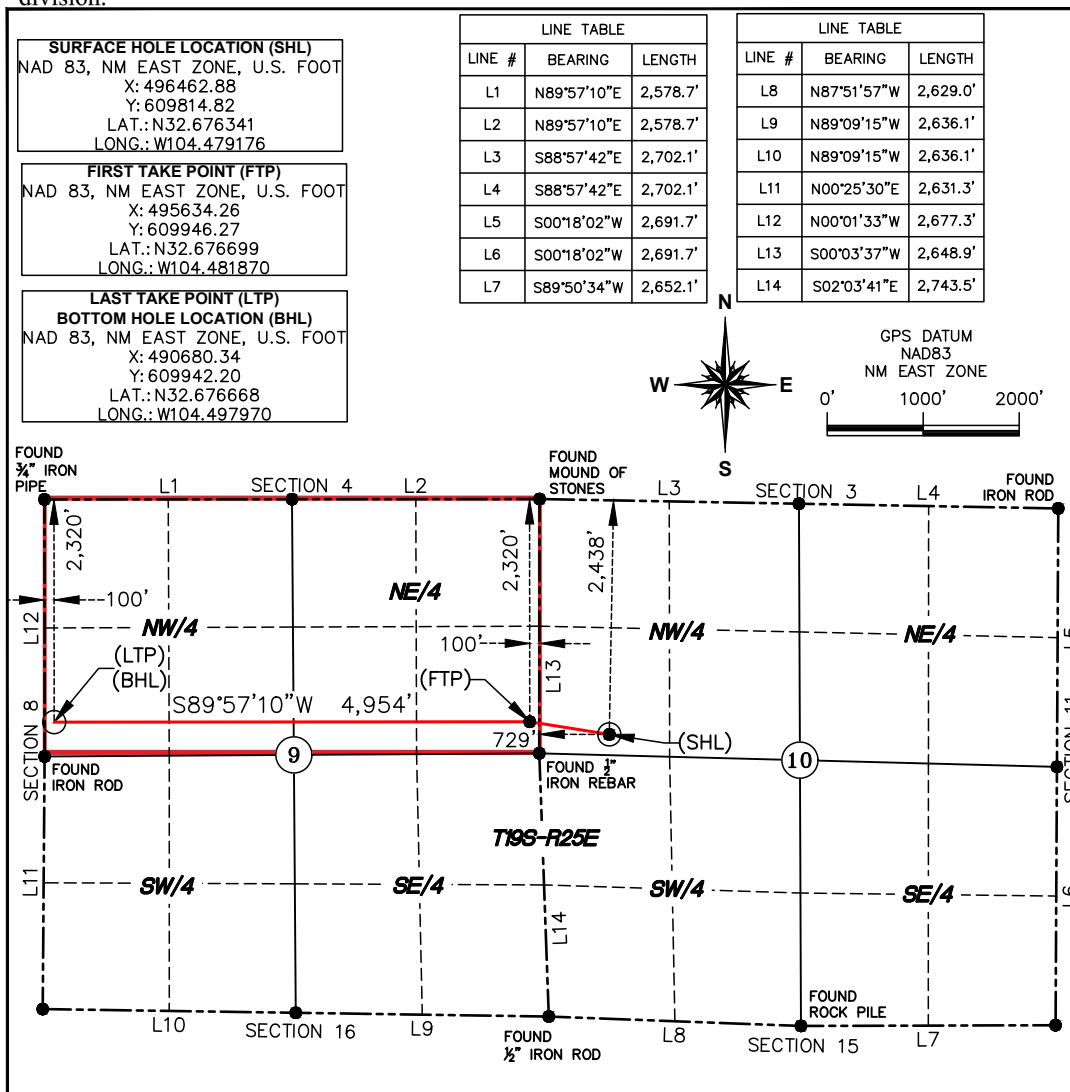 division.
SURFACE HOLE LOCATION (SHL)
NAD 83, NM EAST ZONE, U.S. FOOT
X: 496462.88
Y: 609814.82
LAT.: N32.676341
LONG.: W104.479176
FIRST TAKE POINT (FTP)
NAD 83, NM EAST ZONE, U.S. FOOT
X: 495634.26
Y: 609946.27
LAT.: N32.676699
LONG.: W104.481870
LAST TAKE POINT (LTP)
BOTTOM HOLE LOCATION (BHL)
NAD 83, NM EAST ZONE, U.S. FOOT
X: 490680.34
Y: 609942.20
LAT.: N32.676668
LONG.: W104.497970
LINE TABLE
LINE # BEARING LENGTH
L1 N89°57'10"E 2,578.7'
L2 N89°57'10"E 2,578.7'
L3 S88°57'42"E 2,702.1'
L4 S88°57'42"E 2,702.1'
L5 S00°18'02"W 2,691.7'
L6 S00°18'02"W 2,691.7'
L7 S89°50'34"W 2,652.1'
LINE TABLE
LINE # BEARING LENGTH
L8 N87°51'57"W 2,629.0'
L9 N89°09'15"W 2,636.1'
L10 N89°09'15"W 2,636.1'
L11 N00°25'30"E 2,631.3'
L12 N00°01'33"W 2,677.3'
L13 S00°03'37"W 2,648.9'
L14 S02°03'41"E 2,743.5'
N
W E
S
GPS DATUM
NAD83
NM EAST ZONE
0' 1000' 2000'
FOUND
¾" IRON
PIPE
L1 SECTION 4 L2
FOUND
MOUND OF
STONES
L3 SECTION 3 L4
FOUND
IRON ROD
2,320'
2,320'
2,438'
100'
NE/4
NW/4
L12
100'
L13
NW/4
NE/4
L5
(LTP)
(BHL)
(FTP)
S89°57'10"W 4,954'
729'
(SHL)
SECTION 8
9
10
SECTION 11
FOUND
IRON ROD
FOUND ½"
IRON REBAR
T19S-R25E
L11
SW/4
SE/4
L14
SW/4
SE/4
L6
L10 SECTION 16 L9
FOUND
½" IRON ROD
L8
FOUND
ROCK PILE
SECTION 15 L7